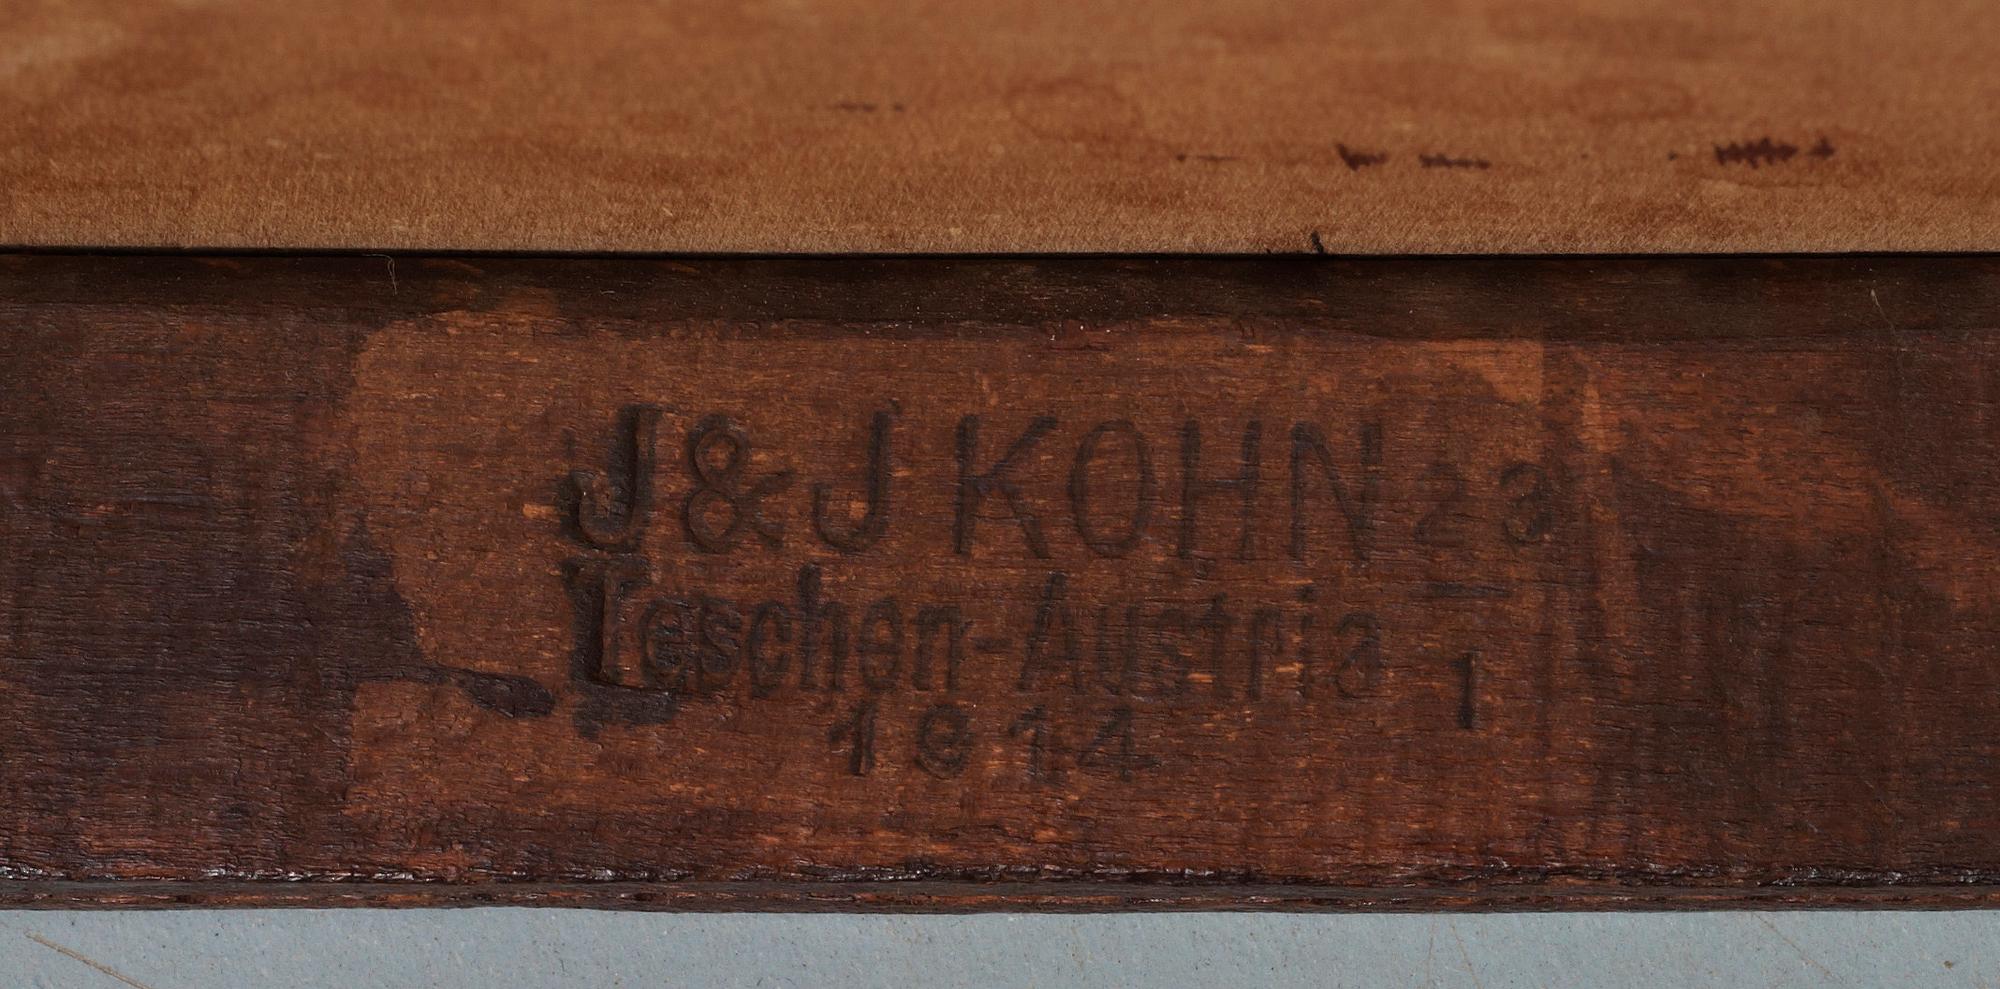 J & J KOHN 23
Teschen-Austria
1
1914